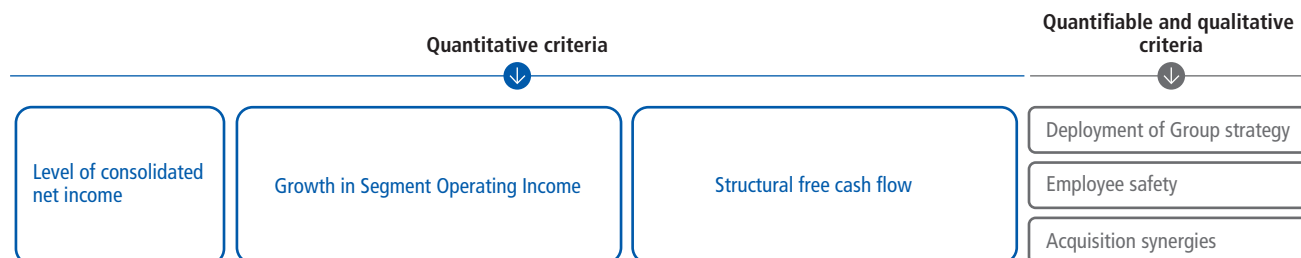 Quantitative criteria
Quantifiable and qualitative
criteria
Level of consolidated
net income
Growth in Segment Operating Income
Structural free cash flow
Deployment of Group strategy
Employee safety
Acquisition synergies